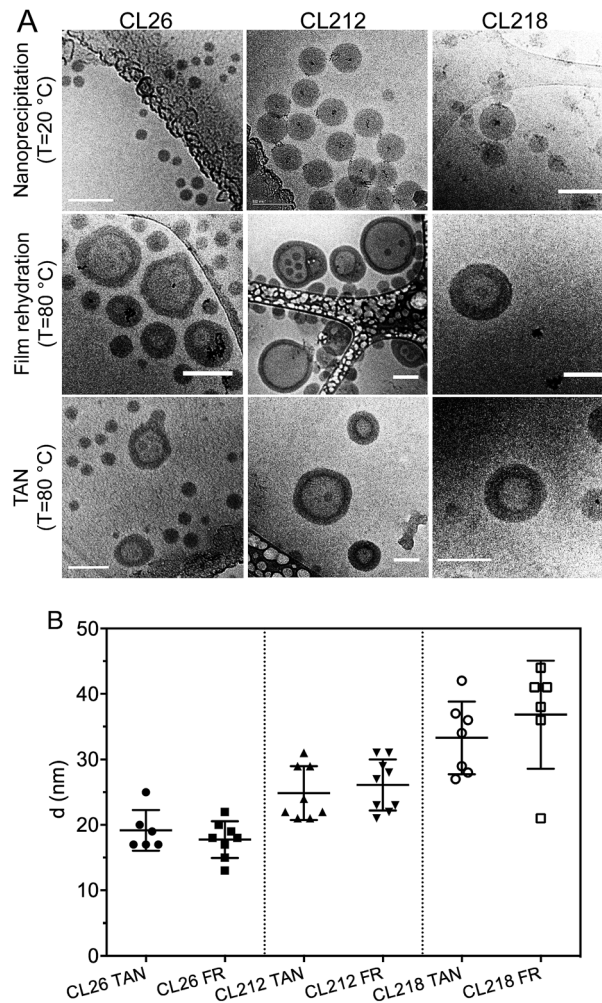 A
CL26 CL212 CL218
Nanoprecipitation
(T=20 °C)
Film rehydration
(T=80 °C)
TAN
(T=80 °C)
B
d (nm)
50
40
30
20
10
0
CL26 TAN
CL26 FR
CL212 TAN
CL212 FR
CL218 TAN
CL218 FR